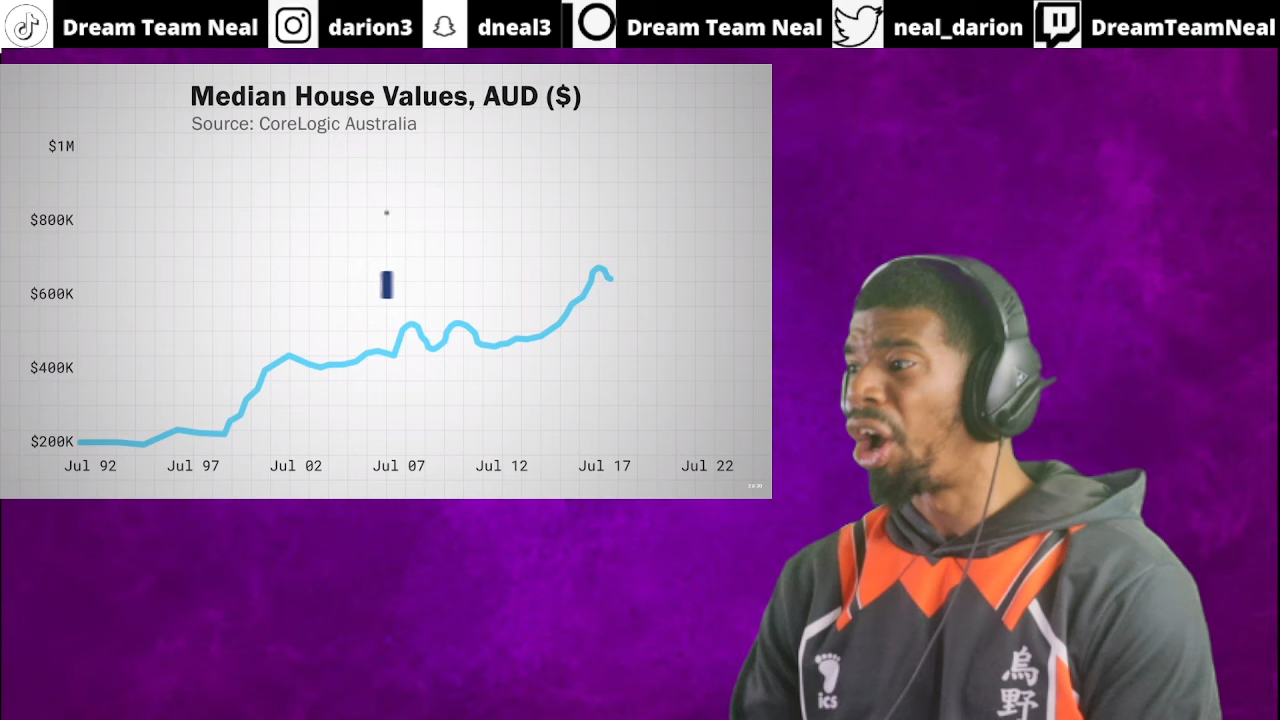 Dream Team Neal darion3 dneal3 Dream Team Neal neal_darion DreamTeamNeal
Median House Values, AUD ($)
Source: CoreLogic Australia
$1M
$800K
$600K
$400K
$200K
Jul 92 Jul 97 Jul 02 Jul 07 Jul 12 Jul 17 Jul 22
ics
烏
野